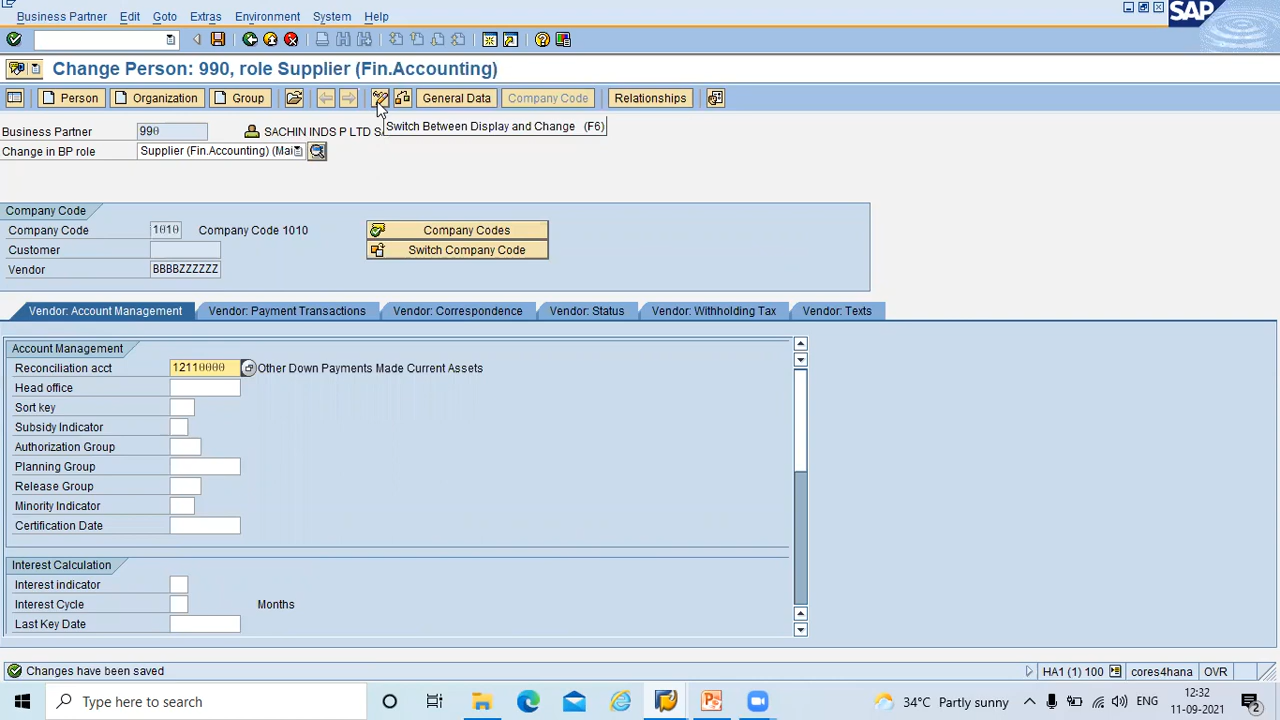 Business Partner Edit Goto Extras Environment System Help
SAP
Change Person: 990, role Supplier (Fin.Accounting)
Person Organization Group General Data Company Code Relationships
Switch Between Display and Change (F6)
Business Partner 990 SACHIN INDS P LTD S
Change in BP role Supplier (Fin.Accounting) (Mai
Company Code
Company Code 1010 Company Code 1010 Company Codes
Customer Switch Company Code
Vendor BBBBZZZZZZ
Vendor: Account Management Vendor: Payment Transactions Vendor: Correspondence Vendor: Status Vendor: Withholding Tax Vendor: Texts
Account Management
Reconciliation acct 12110000 Other Down Payments Made Current Assets
Head office
Sort key
Subsidy Indicator
Authorization Group
Planning Group
Release Group
Minority Indicator
Certification Date
Interest Calculation
Interest indicator
Interest Cycle Months
Last Key Date
Changes have been saved HA1 (1) 100 cores4hana OVR
Type here to search 34°C Partly sunny ENG 12:32
11-09-2021 2